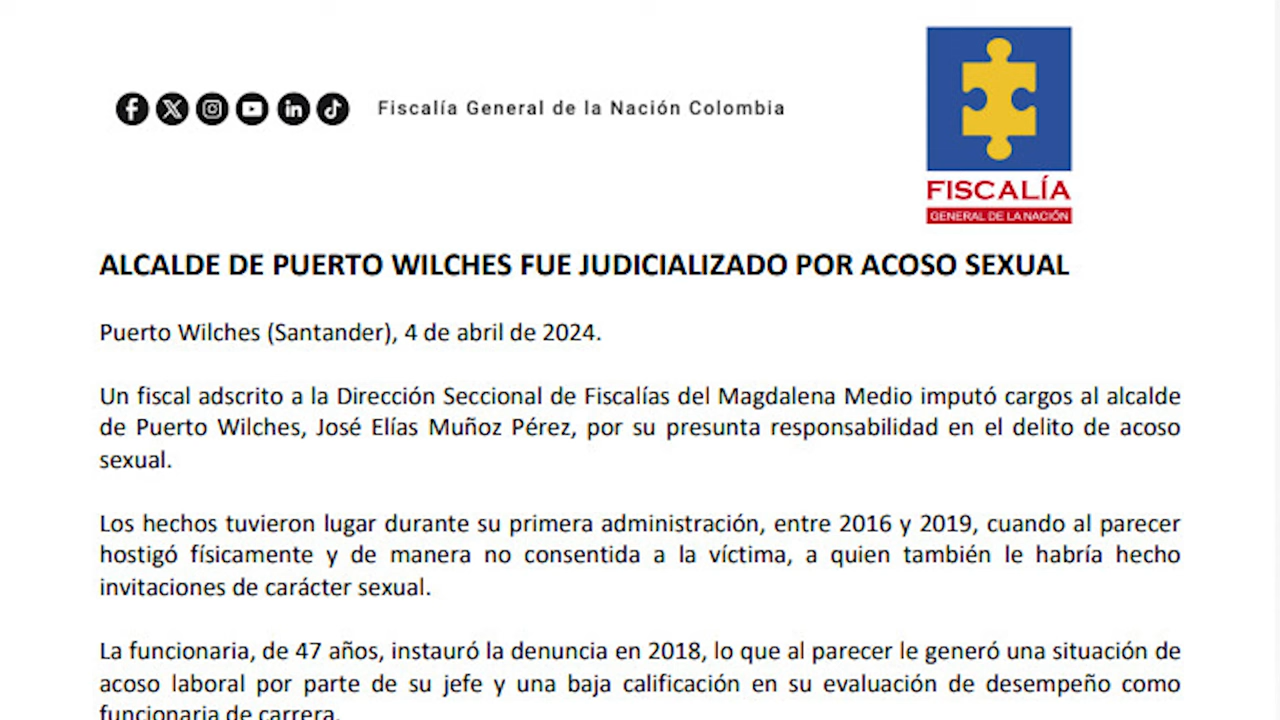 Fiscalía General de la Nación Colombia
FISCALÍA
GENERAL DE LA NACIÓN
ALCALDE DE PUERTO WILCHES FUE JUDICIALIZADO POR ACOSO SEXUAL
Puerto Wilches (Santander), 4 de abril de 2024.
Un fiscal adscrito a la Dirección Seccional de Fiscalías del Magdalena Medio imputó cargos al alcalde
de Puerto Wilches, José Elías Muñoz Pérez, por su presunta responsabilidad en el delito de acoso
sexual.
Los hechos tuvieron lugar durante su primera administración, entre 2016 y 2019, cuando al parecer
hostigó físicamente y de manera no consentida a la víctima, a quien también le habría hecho
invitaciones de carácter sexual.
La funcionaria, de 47 años, instauró la denuncia en 2018, lo que al parecer le generó una situación de
acoso laboral por parte de su jefe y una baja calificación en su evaluación de desempeño como
funcionaria de carrera.